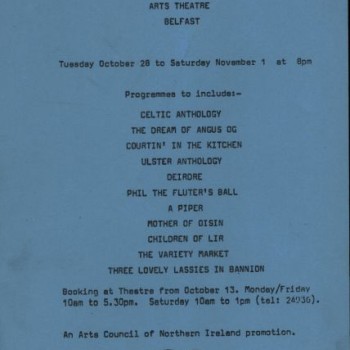 ARTS THEATRE
BELFAST
Tuesday October 28 to Saturday November 1 at 8pm
Programmes to include:-
CELTIC ANTHOLOGY
THE DREAM OF ANGUS OG
COURTIN' IN THE KITCHEN
ULSTER ANTHOLOGY
DEIRDRE
PHIL THE FLUTER'S BALL
A PIPER
MOTHER OF OISIN
CHILDREN OF LIR
THE VARIETY MARKET
THREE LOVELY LASSIES IN BANNION
Booking at Theatre from October 13. Monday/Friday
10am to 5.30pm. Saturday 10am to 1pm (tel: 24936).
An Arts Council of Northern Ireland promotion.